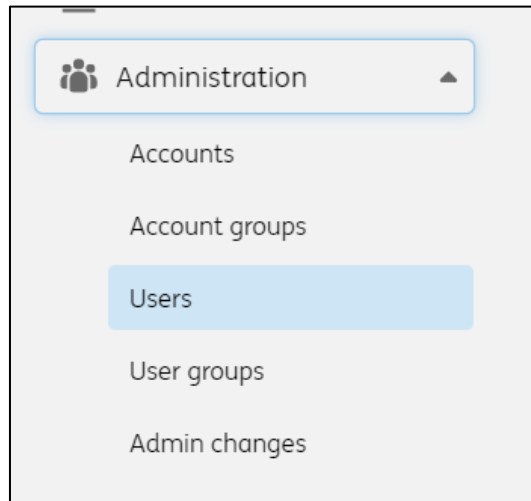 Administration
Accounts
Account groups
Users
User groups
Admin changes